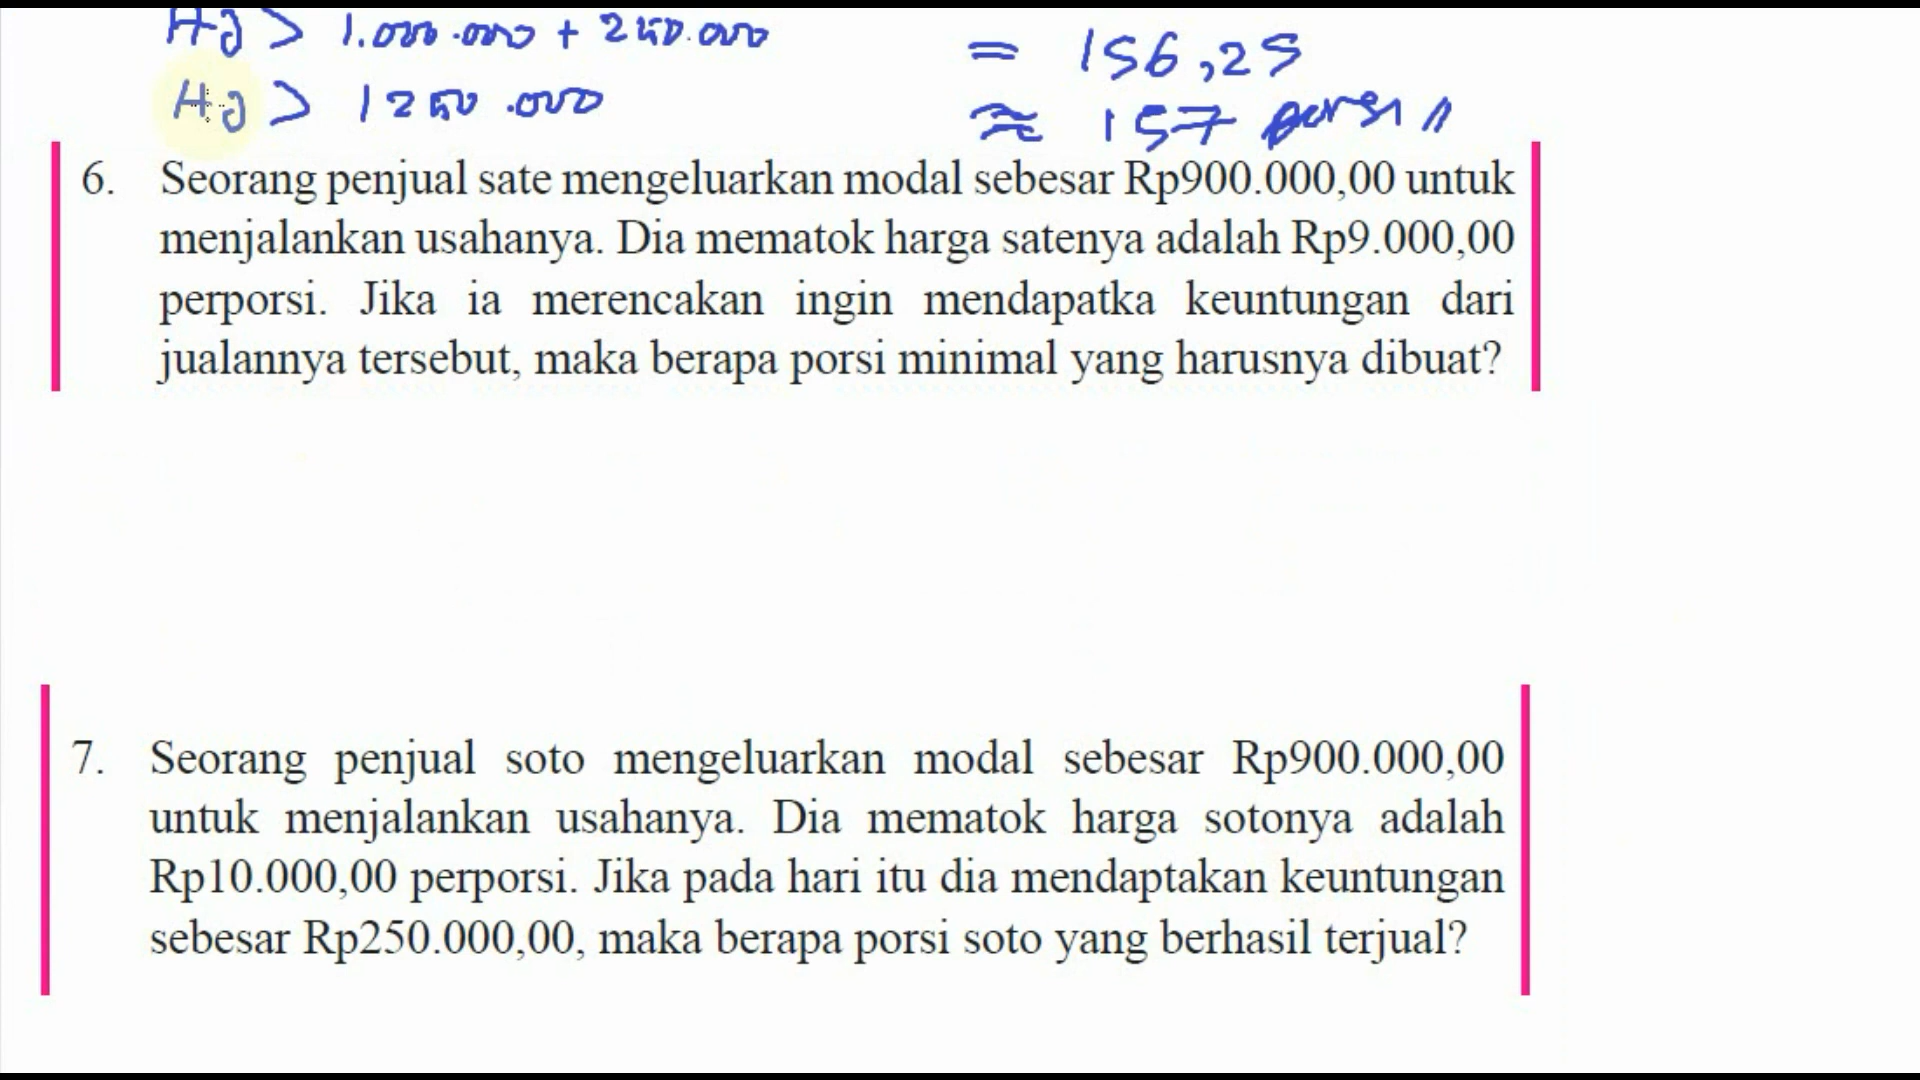 Hj > 1.000.000 + 250.000
= 156,25
Hj > 1250.000
≈ 157 porsi //
6. Seorang penjual sate mengeluarkan modal sebesar Rp900.000,00 untuk
menjalankan usahanya. Dia mematok harga satenya adalah Rp9.000,00
perporsi. Jika ia merencakan ingin mendapatka keuntungan dari
jualannya tersebut, maka berapa porsi minimal yang harusnya dibuat?
7. Seorang penjual soto mengeluarkan modal sebesar Rp900.000,00
untuk menjalankan usahanya. Dia mematok harga sotonya adalah
Rp10.000,00 perporsi. Jika pada hari itu dia mendaptakan keuntungan
sebesar Rp250.000,00, maka berapa porsi soto yang berhasil terjual?